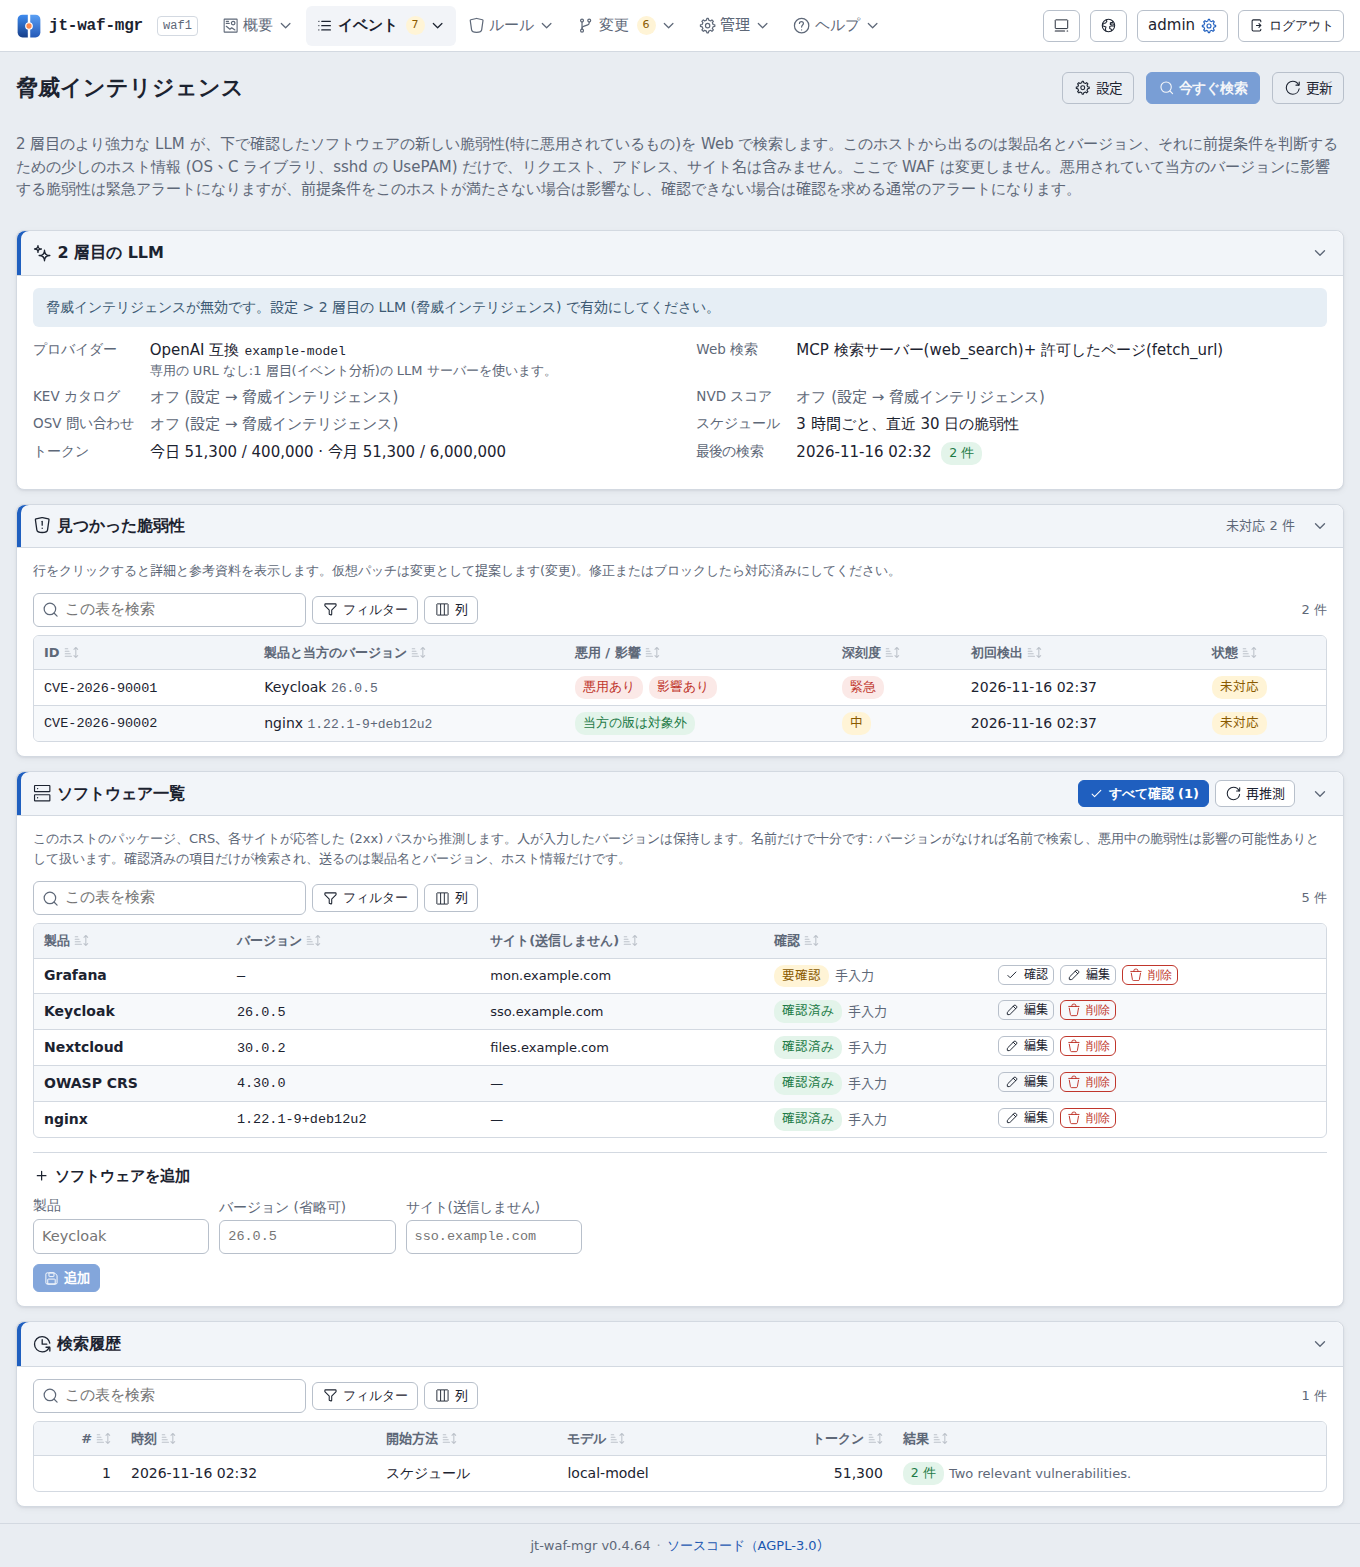 jt-waf-mgr waf1 概要 イベント 7 ルール 変更 6 管理 ヘルプ admin ログアウト
脅威インテリジェンス 設定 今すぐ検索 更新
2 層目のより強力な LLM が、下で確認したソフトウェアの新しい脆弱性(特に悪用されているもの)を Web で検索します。このホストから出るのは製品名とバージョン、それに前提条件を判断する
ための少しのホスト情報 (OS・C ライブラリ、sshd の UsePAM) だけで、リクエスト、アドレス、サイト名は含みません。ここで WAF は変更しません。悪用されていて当方のバージョンに影響
する脆弱性は緊急アラートになりますが、前提条件をこのホストが満たさない場合は影響なし、確認できない場合は確認を求める通常のアラートになります。
2 層目の LLM
脅威インテリジェンスが無効です。設定 > 2 層目の LLM (脅威インテリジェンス) で有効にしてください。
プロバイダー OpenAI 互換 example-model Web 検索 MCP 検索サーバー(web_search)+ 許可したページ(fetch_url)
専用の URL なし:1 層目(イベント分析)の LLM サーバーを使います。
KEV カタログ オフ (設定 → 脅威インテリジェンス) NVD スコア オフ (設定 → 脅威インテリジェンス)
OSV 問い合わせ オフ (設定 → 脅威インテリジェンス) スケジュール 3 時間ごと、直近 30 日の脆弱性
トークン 今日 51,300 / 400,000 · 今月 51,300 / 6,000,000 最後の検索 2026-11-16 02:32 2 件
見つかった脆弱性 未対応 2 件
行をクリックすると詳細と参考資料を表示します。仮想パッチは変更として提案します(変更)。修正またはブロックしたら対応済みにしてください。
この表を検索 フィルター 列 2 件
ID 製品と当方のバージョン 悪用 / 影響 深刻度 初回検出 状態
CVE-2026-90001 Keycloak 26.0.5 悪用あり 影響あり 緊急 2026-11-16 02:37 未対応
CVE-2026-90002 nginx 1.22.1-9+deb12u2 当方の版は対象外 中 2026-11-16 02:37 未対応
ソフトウェア一覧 すべて確認 (1) 再推測
このホストのパッケージ、CRS、各サイトが応答した (2xx) パスから推測します。人が入力したバージョンは保持します。名前だけで十分です: バージョンがなければ名前で検索し、悪用中の脆弱性は影響の可能性ありと
して扱います。確認済みの項目だけが検索され、送るのは製品名とバージョン、ホスト情報だけです。
この表を検索 フィルター 列 5 件
製品 バージョン サイト(送信しません) 確認
Grafana — mon.example.com 要確認 手入力 確認 編集 削除
Keycloak 26.0.5 sso.example.com 確認済み 手入力 編集 削除
Nextcloud 30.0.2 files.example.com 確認済み 手入力 編集 削除
OWASP CRS 4.30.0 — 確認済み 手入力 編集 削除
nginx 1.22.1-9+deb12u2 — 確認済み 手入力 編集 削除
ソフトウェアを追加
製品 バージョン (省略可) サイト(送信しません)
Keycloak 26.0.5 sso.example.com
追加
検索履歴
この表を検索 フィルター 列 1 件
# 時刻 開始方法 モデル トークン 結果
1 2026-11-16 02:32 スケジュール local-model 51,300 2 件 Two relevant vulnerabilities.
jt-waf-mgr v0.4.64 · ソースコード（AGPL-3.0）